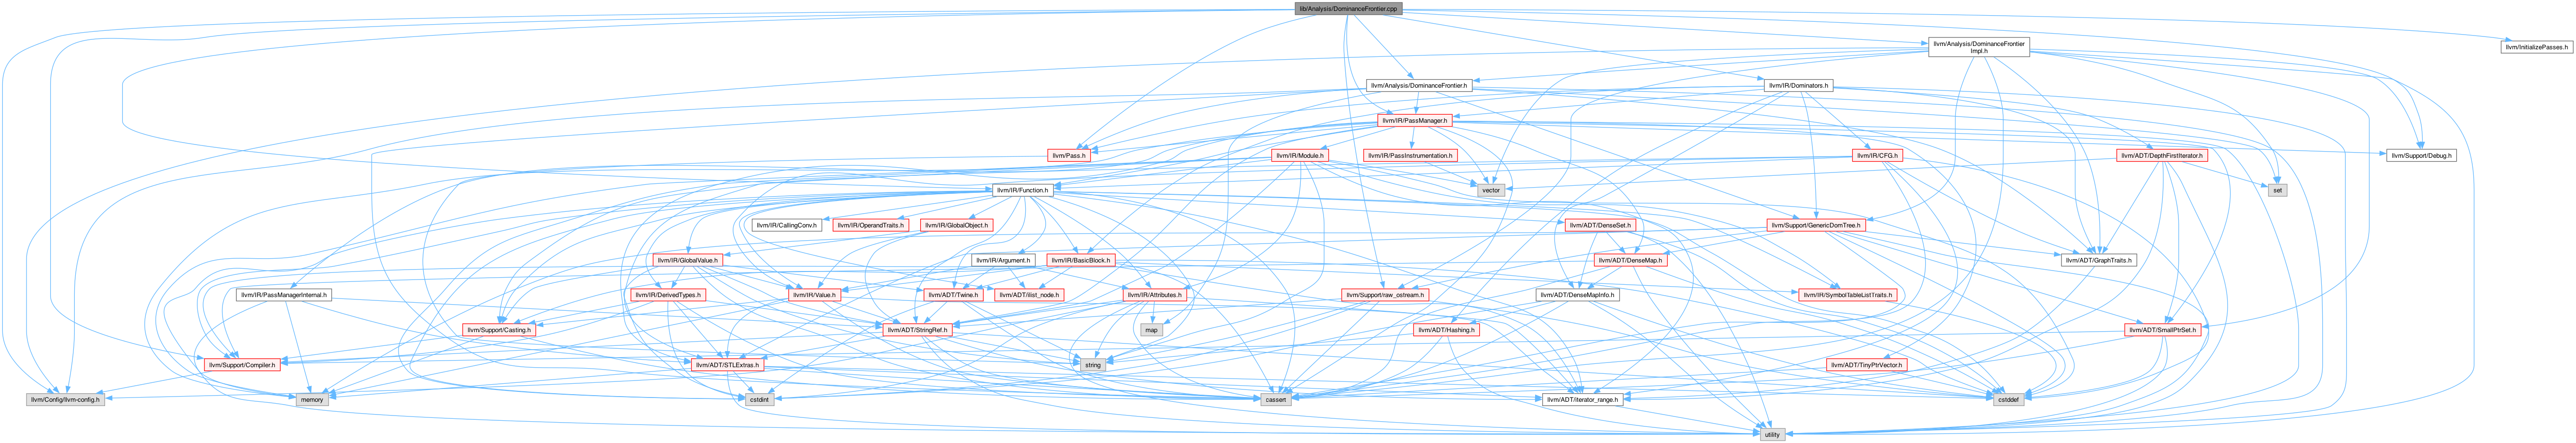 lib/Analysis/DominanceFrontier.cpp
llvm/Analysis/DominanceFrontier
Impl.h
llvm/InitializePasses.h
llvm/Analysis/DominanceFrontier.h
llvm/IR/Dominators.h
llvm/IR/PassManager.h
llvm/Pass.h
llvm/IR/Module.h
llvm/IR/PassInstrumentation.h
llvm/IR/CFG.h
llvm/ADT/DepthFirstIterator.h
llvm/Support/Debug.h
llvm/IR/Function.h
vector
set
llvm/IR/CallingConv.h
llvm/IR/OperandTraits.h
llvm/IR/GlobalObject.h
llvm/ADT/DenseSet.h
llvm/Support/GenericDomTree.h
llvm/IR/GlobalValue.h
llvm/IR/Argument.h
llvm/IR/BasicBlock.h
llvm/ADT/DenseMap.h
llvm/ADT/GraphTraits.h
llvm/IR/PassManagerInternal.h
llvm/IR/DerivedTypes.h
llvm/IR/Value.h
llvm/ADT/Twine.h
llvm/ADT/ilist_node.h
llvm/IR/Attributes.h
llvm/Support/raw_ostream.h
llvm/ADT/DenseMapInfo.h
llvm/IR/SymbolTableListTraits.h
llvm/Support/Casting.h
llvm/ADT/StringRef.h
map
llvm/ADT/Hashing.h
llvm/ADT/SmallPtrSet.h
llvm/Support/Compiler.h
llvm/ADT/STLExtras.h
string
llvm/ADT/TinyPtrVector.h
llvm/Config/llvm-config.h
memory
cstdint
cassert
llvm/ADT/iterator_range.h
cstddef
utility